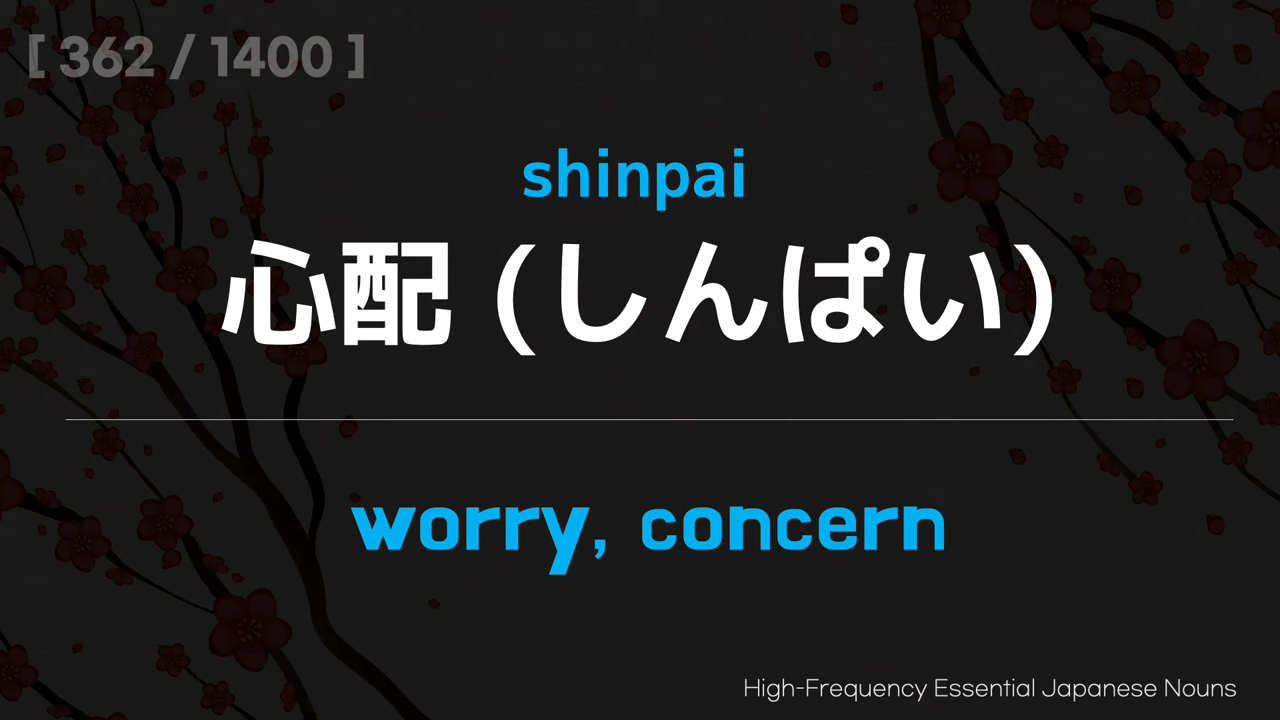 [ 362 / 1400 ]
shinpai
心配 (しんぱい)
worry, concern
High-Frequency Essential Japanese Nouns